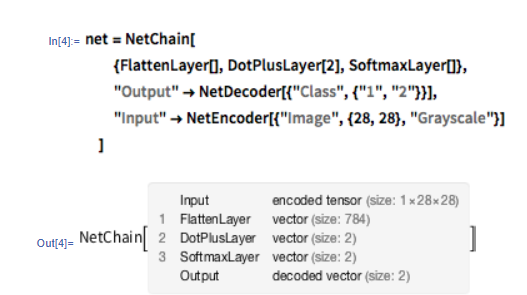 In[4]:= net = NetChain[
{FlattenLayer[], DotPlusLayer[2], SoftmaxLayer[]},
"Output" → NetDecoder[{"Class", {"1", "2"}}],
"Input" → NetEncoder[{"Image", {28, 28}, "Grayscale"}]
]
Input encoded tensor (size: 1×28×28)
1 FlattenLayer vector (size: 784)
Out[4]= NetChain[ 2 DotPlusLayer vector (size: 2) ]
3 SoftmaxLayer vector (size: 2)
Output decoded vector (size: 2)